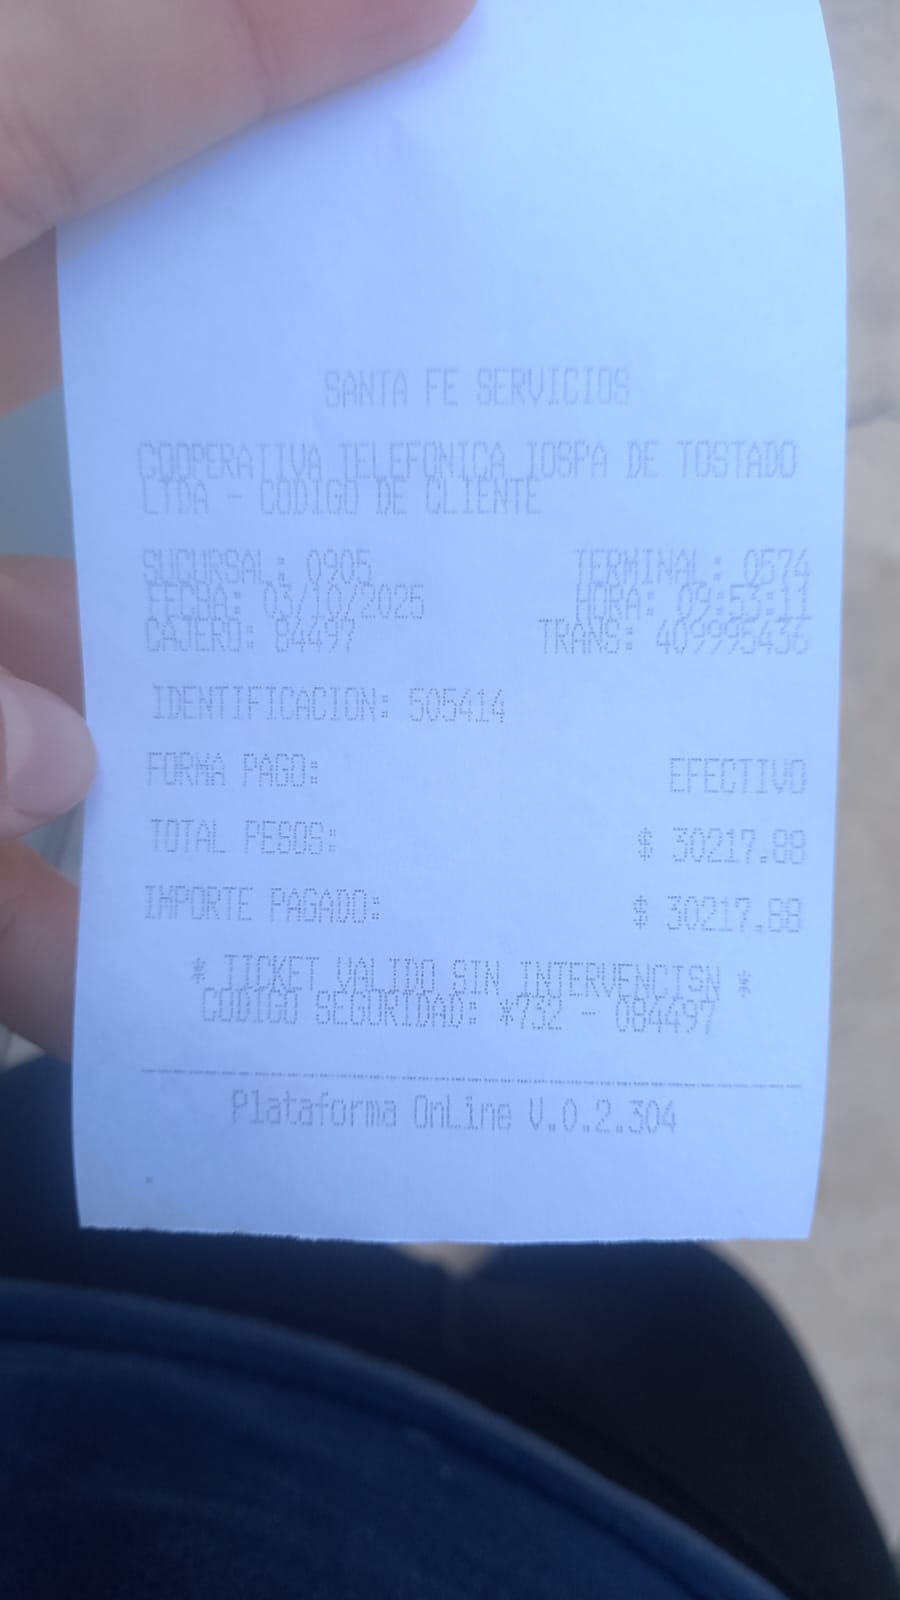 SANTA FE SERVICIOS
COOPERATIVA TELEFONICA IOSPA DE TOSTADO
LTDA - CODIGO DE CLIENTE
SUCURSAL: 0905 TERMINAL: 0574
FECHA: 03/10/2025 HORA: 09:53:11
CAJERO: 84497 TRANS: 409995436
IDENTIFICACION: 505414
FORMA PAGO: EFECTIVO
TOTAL PESOS: $ 30217.88
IMPORTE PAGADO: $ 30217.88
* TICKET VALIDO SIN INTERVENCISN *
CODIGO SEGURIDAD: *732 - 084497
Plataforma OnLine V.0.2.304